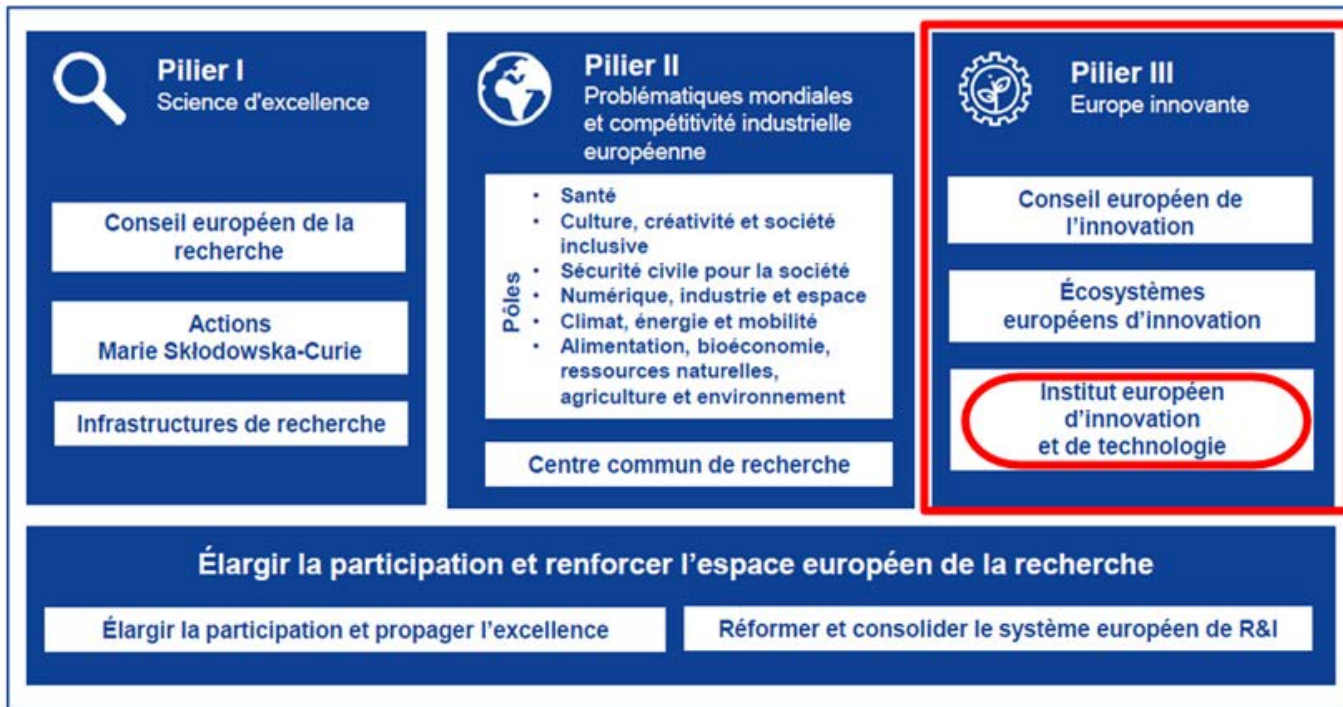 Pilier I
Science d'excellence
Conseil européen de la
recherche
Actions
Marie Skłodowska-Curie
Infrastructures de recherche
Pilier II
Problématiques mondiales
et compétitivité industrielle
européenne
Pôles
• Santé
• Culture, créativité et société
inclusive
• Sécurité civile pour la société
• Numérique, industrie et espace
• Climat, énergie et mobilité
• Alimentation, bioéconomie,
ressources naturelles,
agriculture et environnement
Centre commun de recherche
Pilier III
Europe innovante
Conseil européen de
l'innovation
Écosystèmes
européens d'innovation
Institut européen
d'innovation
et de technologie
Élargir la participation et renforcer l'espace européen de la recherche
Élargir la participation et propager l'excellence
Réformer et consolider le système européen de R&I